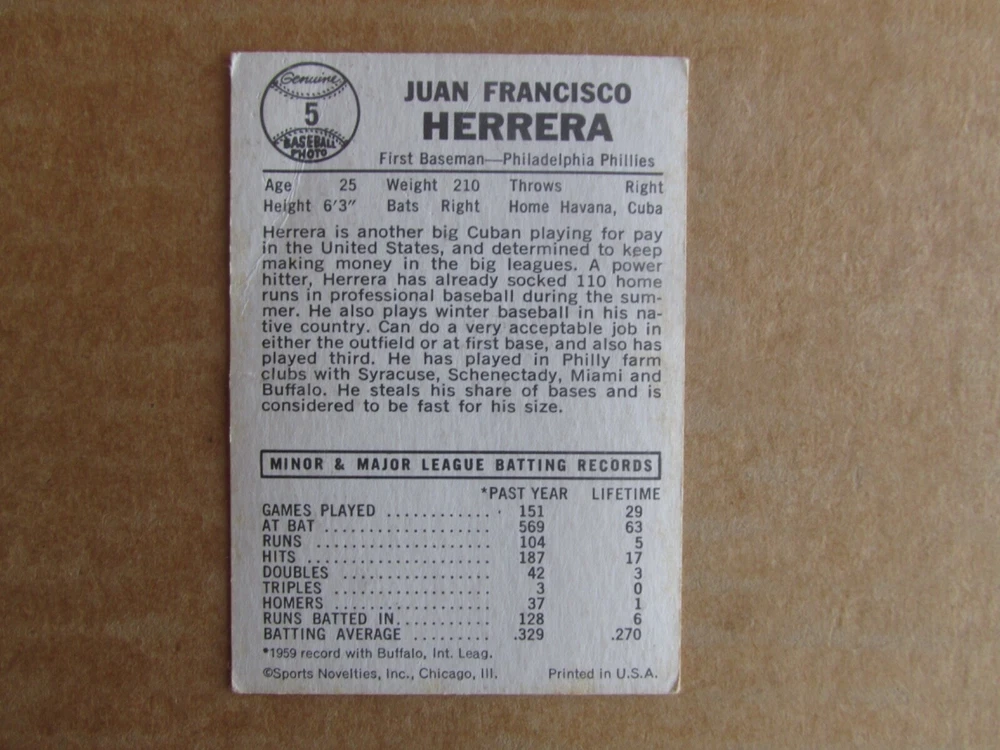 Genuine
5
BASEBALL
PHOTO
JUAN FRANCISCO
HERRERA
First Baseman—Philadelphia Phillies
Age 25 Weight 210 Throws Right
Height 6'3" Bats Right Home Havana, Cuba
Herrera is another big Cuban playing for pay
in the United States, and determined to keep
making money in the big leagues. A power
hitter, Herrera has already socked 110 home
runs in professional baseball during the sum-
mer. He also plays winter baseball in his na-
tive country. Can do a very acceptable job in
either the outfield or at first base, and also has
played third. He has played in Philly farm
clubs with Syracuse, Schenectady, Miami and
Buffalo. He steals his share of bases and is
considered to be fast for his size.
MINOR & MAJOR LEAGUE BATTING RECORDS
*PAST YEAR LIFETIME
GAMES PLAYED ............ 151 29
AT BAT .................... 569 63
RUNS ..................... 104 5
HITS ...................... 187 17
DOUBLES ................. 42 3
TRIPLES .................. 3 0
HOMERS .................. 37 1
RUNS BATTED IN........... 128 6
BATTING AVERAGE ......... .329 .270
*1959 record with Buffalo, Int. Leag.
©Sports Novelties, Inc., Chicago, Ill. Printed in U.S.A.